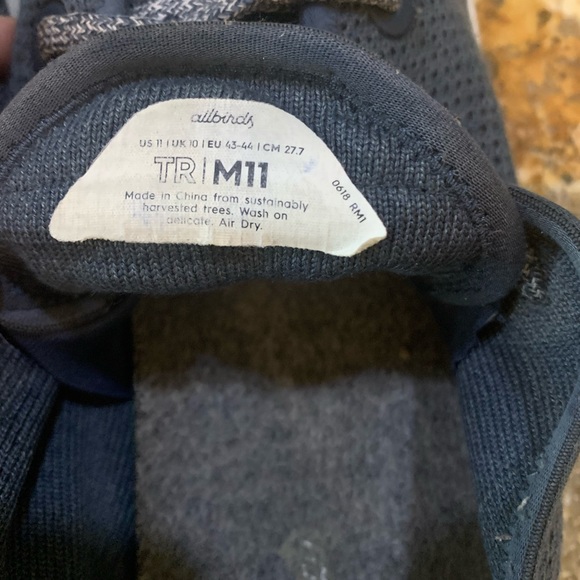 allbirds
US 11 | UK 10 | EU 43-44 | CM 27.7
TR | M11
Made in China from sustainably
harvested trees. Wash on
delicate. Air Dry.
0618 RM1